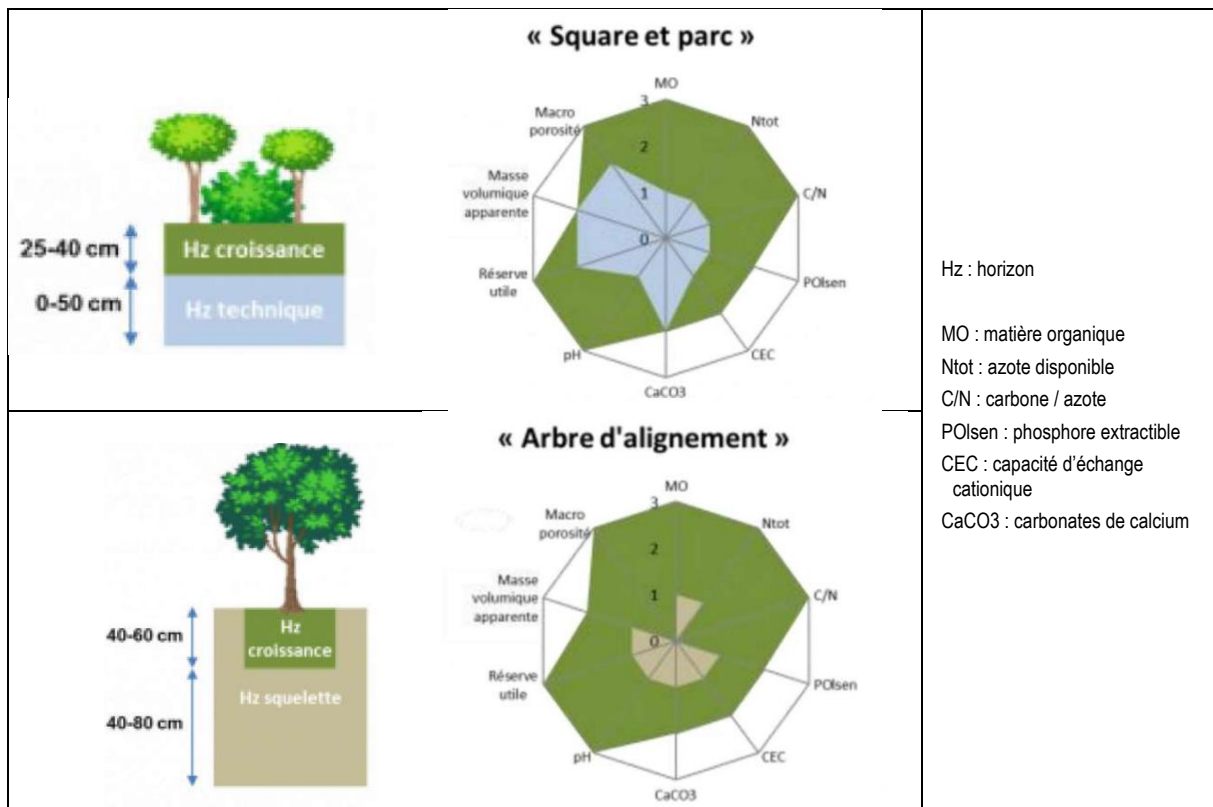 « Square et parc »
25-40 cm
0-50 cm
Hz croissance
Hz technique
MO
Ntot
C/N
POlsen
CEC
CaCO3
pH
Réserve
utile
Masse
volumique
apparente
Macro
porosité
3
2
1
0
« Arbre d'alignement »
40-60 cm
40-80 cm
Hz
croissance
Hz squelette
MO
Ntot
C/N
POlsen
CEC
CaCO3
pH
Réserve
utile
Masse
volumique
apparente
Macro
porosité
3
2
1
0
Hz : horizon
MO : matière organique
Ntot : azote disponible
C/N : carbone / azote
POlsen : phosphore extractible
CEC : capacité d'échange
cationique
CaCO3 : carbonates de calcium